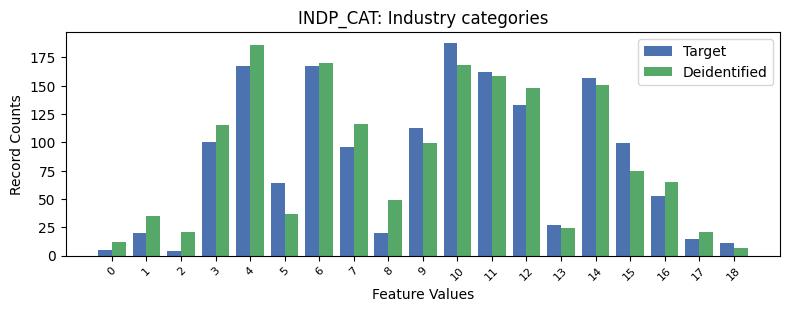 INDP_CAT: Industry categories
Target
Deidentified
Record Counts
175
150
125
100
75
50
25
0
0 1 2 3 4 5 6 7 8 9 10 11 12 13 14 15 16 17 18
Feature Values